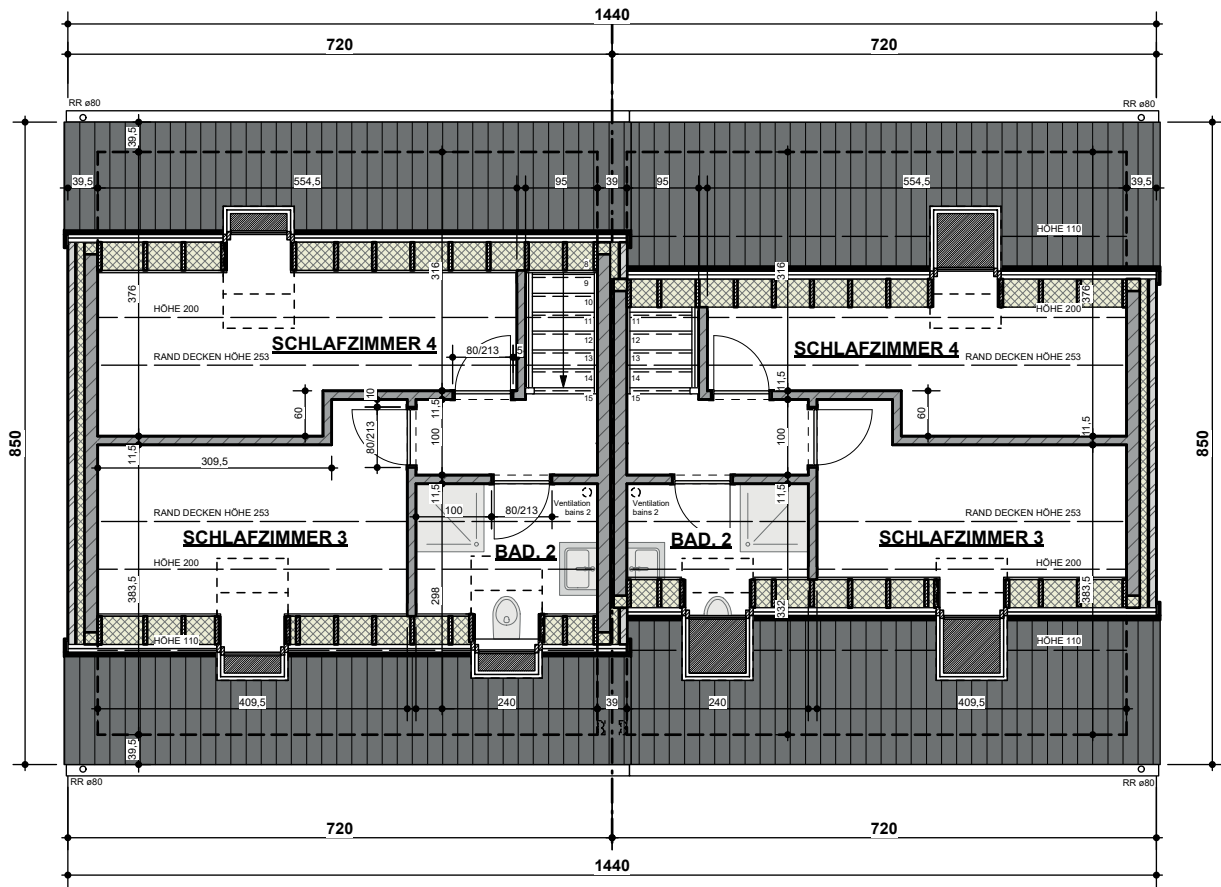 1440
720 720
RR ø80 RR ø80
39,5
39,5 554,5 95 39 95 554,5 39,5
HÖHE 110
8
316 316
376 9 376
HÖHE 200 10 HÖHE 200
11 11
SCHLAFZIMMER 4 12 12 SCHLAFZIMMER 4
RAND DECKEN HÖHE 253 80/213 5 13 13 RAND DECKEN HÖHE 253
14 14
10 11,5
60 11,5 15 15 60
850 80/213 100 100 11,5 850
11,5 309,5
11,5 11,5
100 80/213 Ventilation bains 2 Ventilation bains 2
RAND DECKEN HÖHE 253 RAND DECKEN HÖHE 253
SCHLAFZIMMER 3 BAD. 2 BAD. 2 SCHLAFZIMMER 3
HÖHE 200 HÖHE 200
383,5 298 332 383,5
HÖHE 110 HÖHE 110
409,5 240 39 240 409,5
39,5
RR ø80 RR ø80
720 720
1440